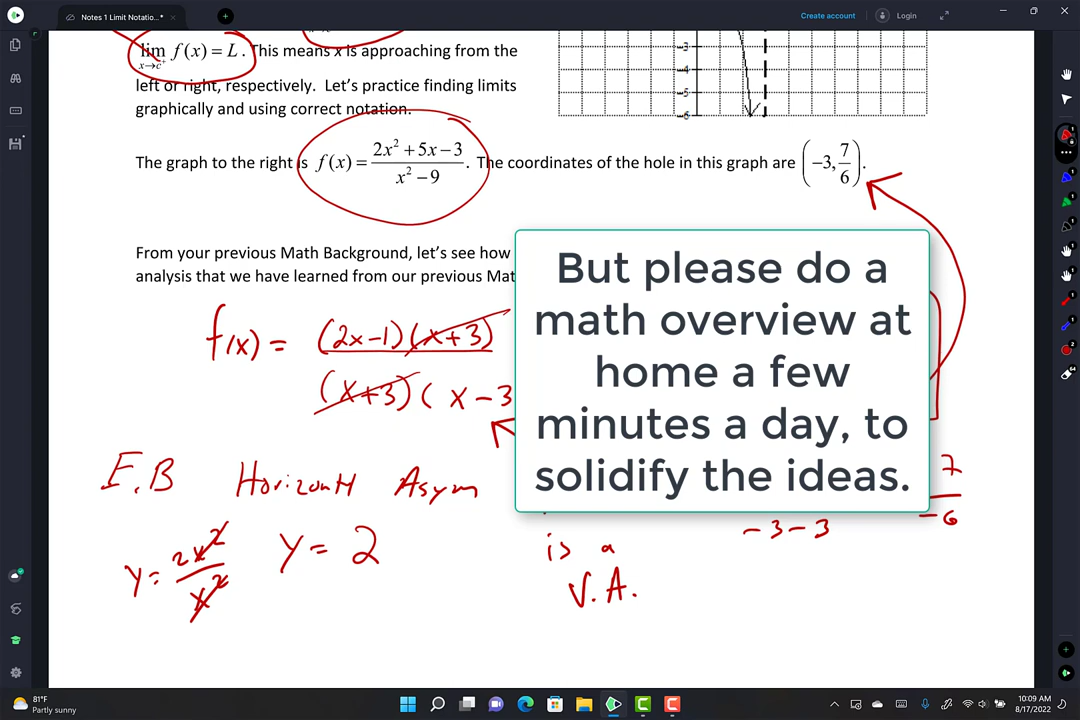 Notes 1 Limit Notation...*
Create account
Login
lim f(x) = L. This means x is approaching from the
x→c⁺
left or right, respectively. Let's practice finding limits
graphically and using correct notation.
-3
-4
-5
-6
The graph to the right is f(x) = (2x² + 5x − 3)/(x² − 9). The coordinates of the hole in this graph are (−3, 7/6).
From your previous Math Background, let's see how
analysis that we have learned from our previous Mat
But please do a
math overview at
home a few
minutes a day, to
solidify the ideas.
f(x) = (2x−1)(x+3)
(x+3)(x−3
E.B Horizontal Asym
y = 2x²/x²
y = 2
is a
V.A.
−3−3
7
−6
81°F
Partly sunny
10:09 AM
8/17/2022